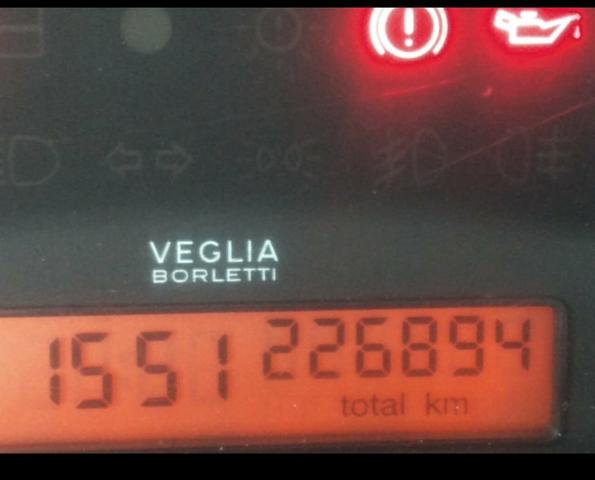 VEGLIA
BORLETTI
1551 226894
total km